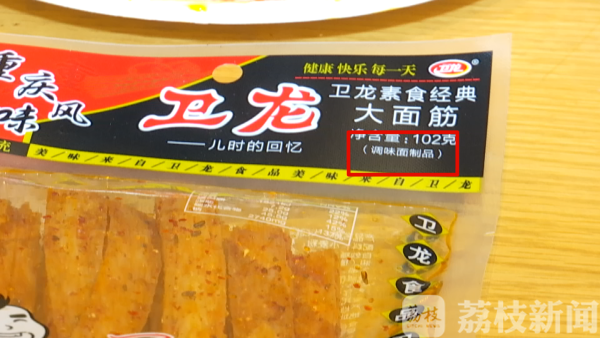 重庆风
味
卫龙
——儿时的回忆
健康 快乐 每一天
卫龙
卫龙素食经典
大面筋
净含量：102克
（调味面制品）
美味来自卫龙食品 美味来自卫龙
卫龙食品
荔枝
荔枝新闻